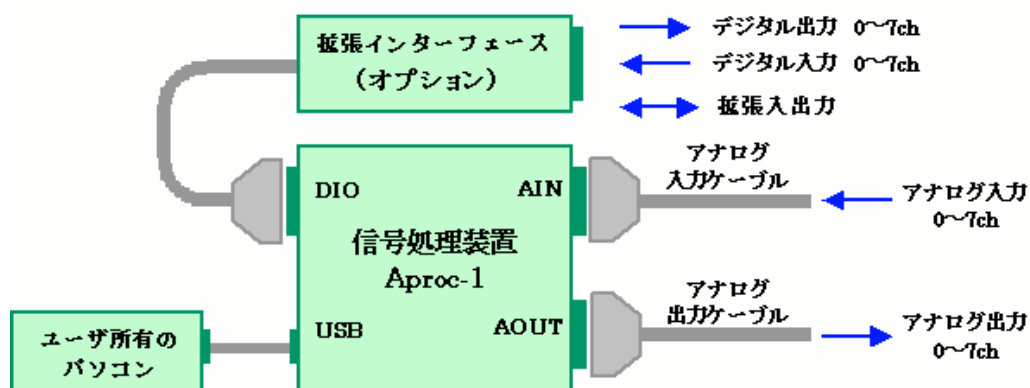 拡張インターフェース
(オプション)
デジタル出力 0~7ch
デジタル入力 0~7ch
拡張入出力
DIO
AIN
信号処理装置
Aproc-1
USB
AOUT
アナログ
入力ケーブル
アナログ入力
0~7ch
アナログ
出力ケーブル
アナログ出力
0~7ch
ユーザ所有の
パソコン